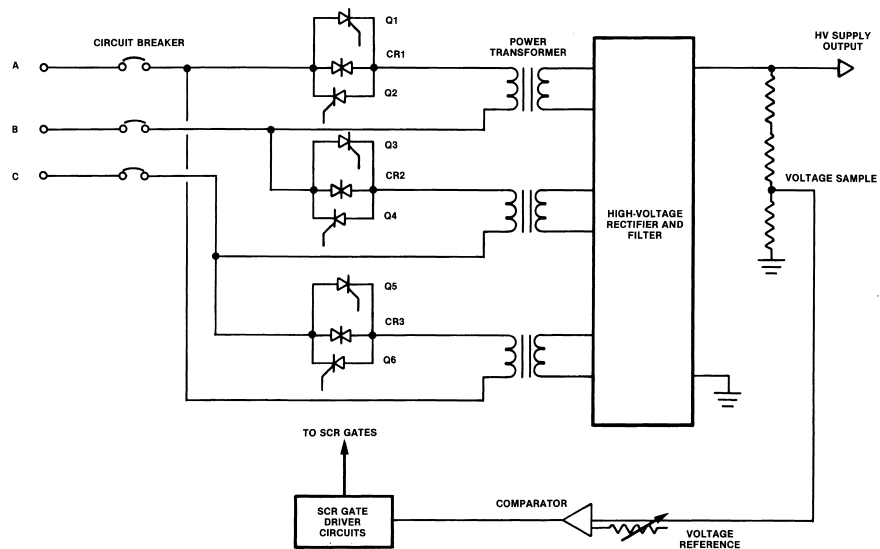 Q1
HV SUPPLY
OUTPUT
CIRCUIT BREAKER
POWER
TRANSFORMER
CR1
A
Q2
B
Q3
C
CR2
VOLTAGE SAMPLE
Q4
HIGH-VOLTAGE
RECTIFIER AND
FILTER
Q5
CR3
Q6
TO SCR GATES
COMPARATOR
SCR GATE
DRIVER
CIRCUITS
VOLTAGE
REFERENCE